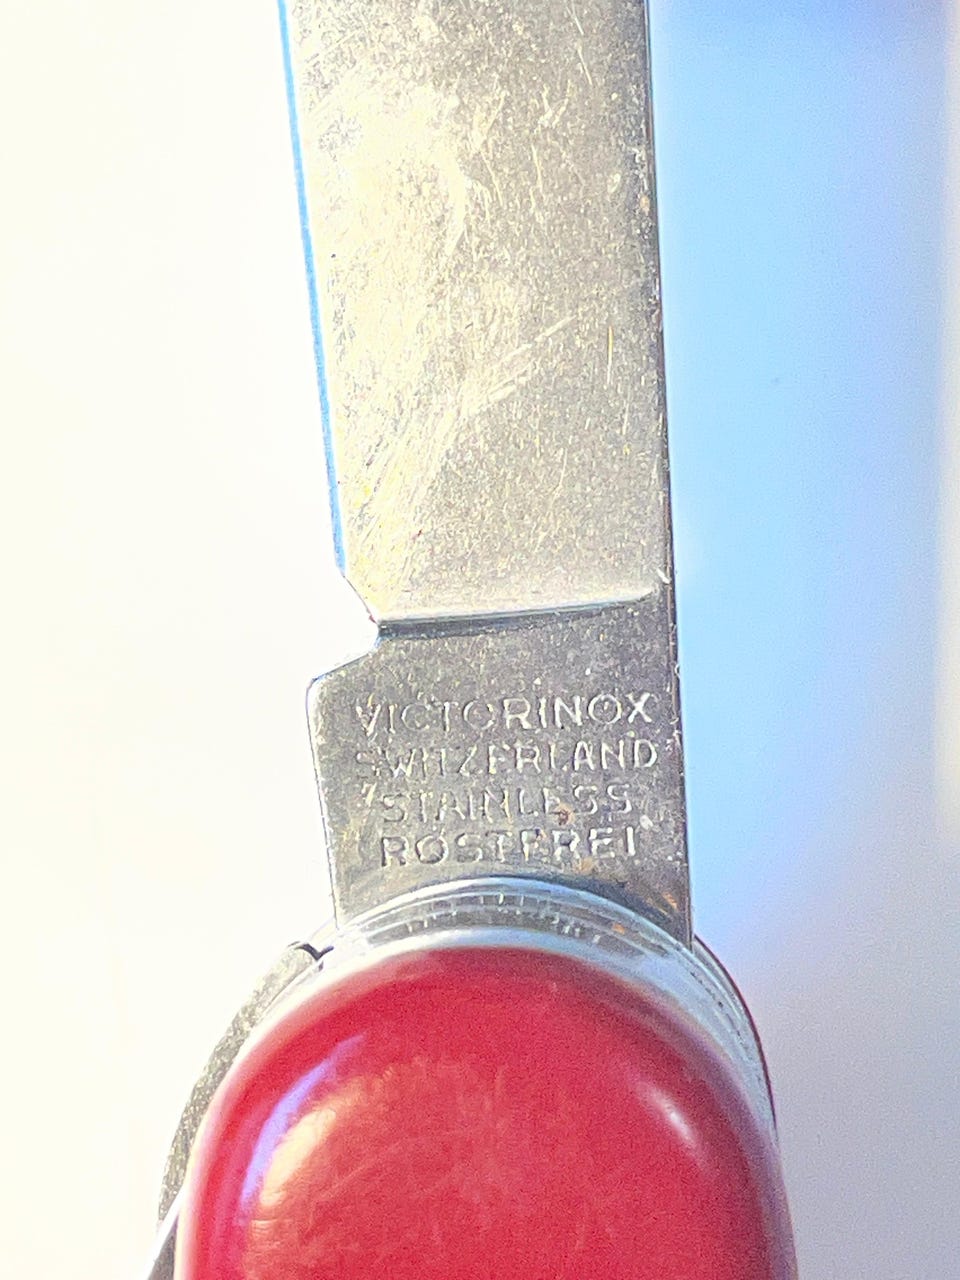 VICTORINOX
SWITZERLAND
STAINLESS
ROSTFREI